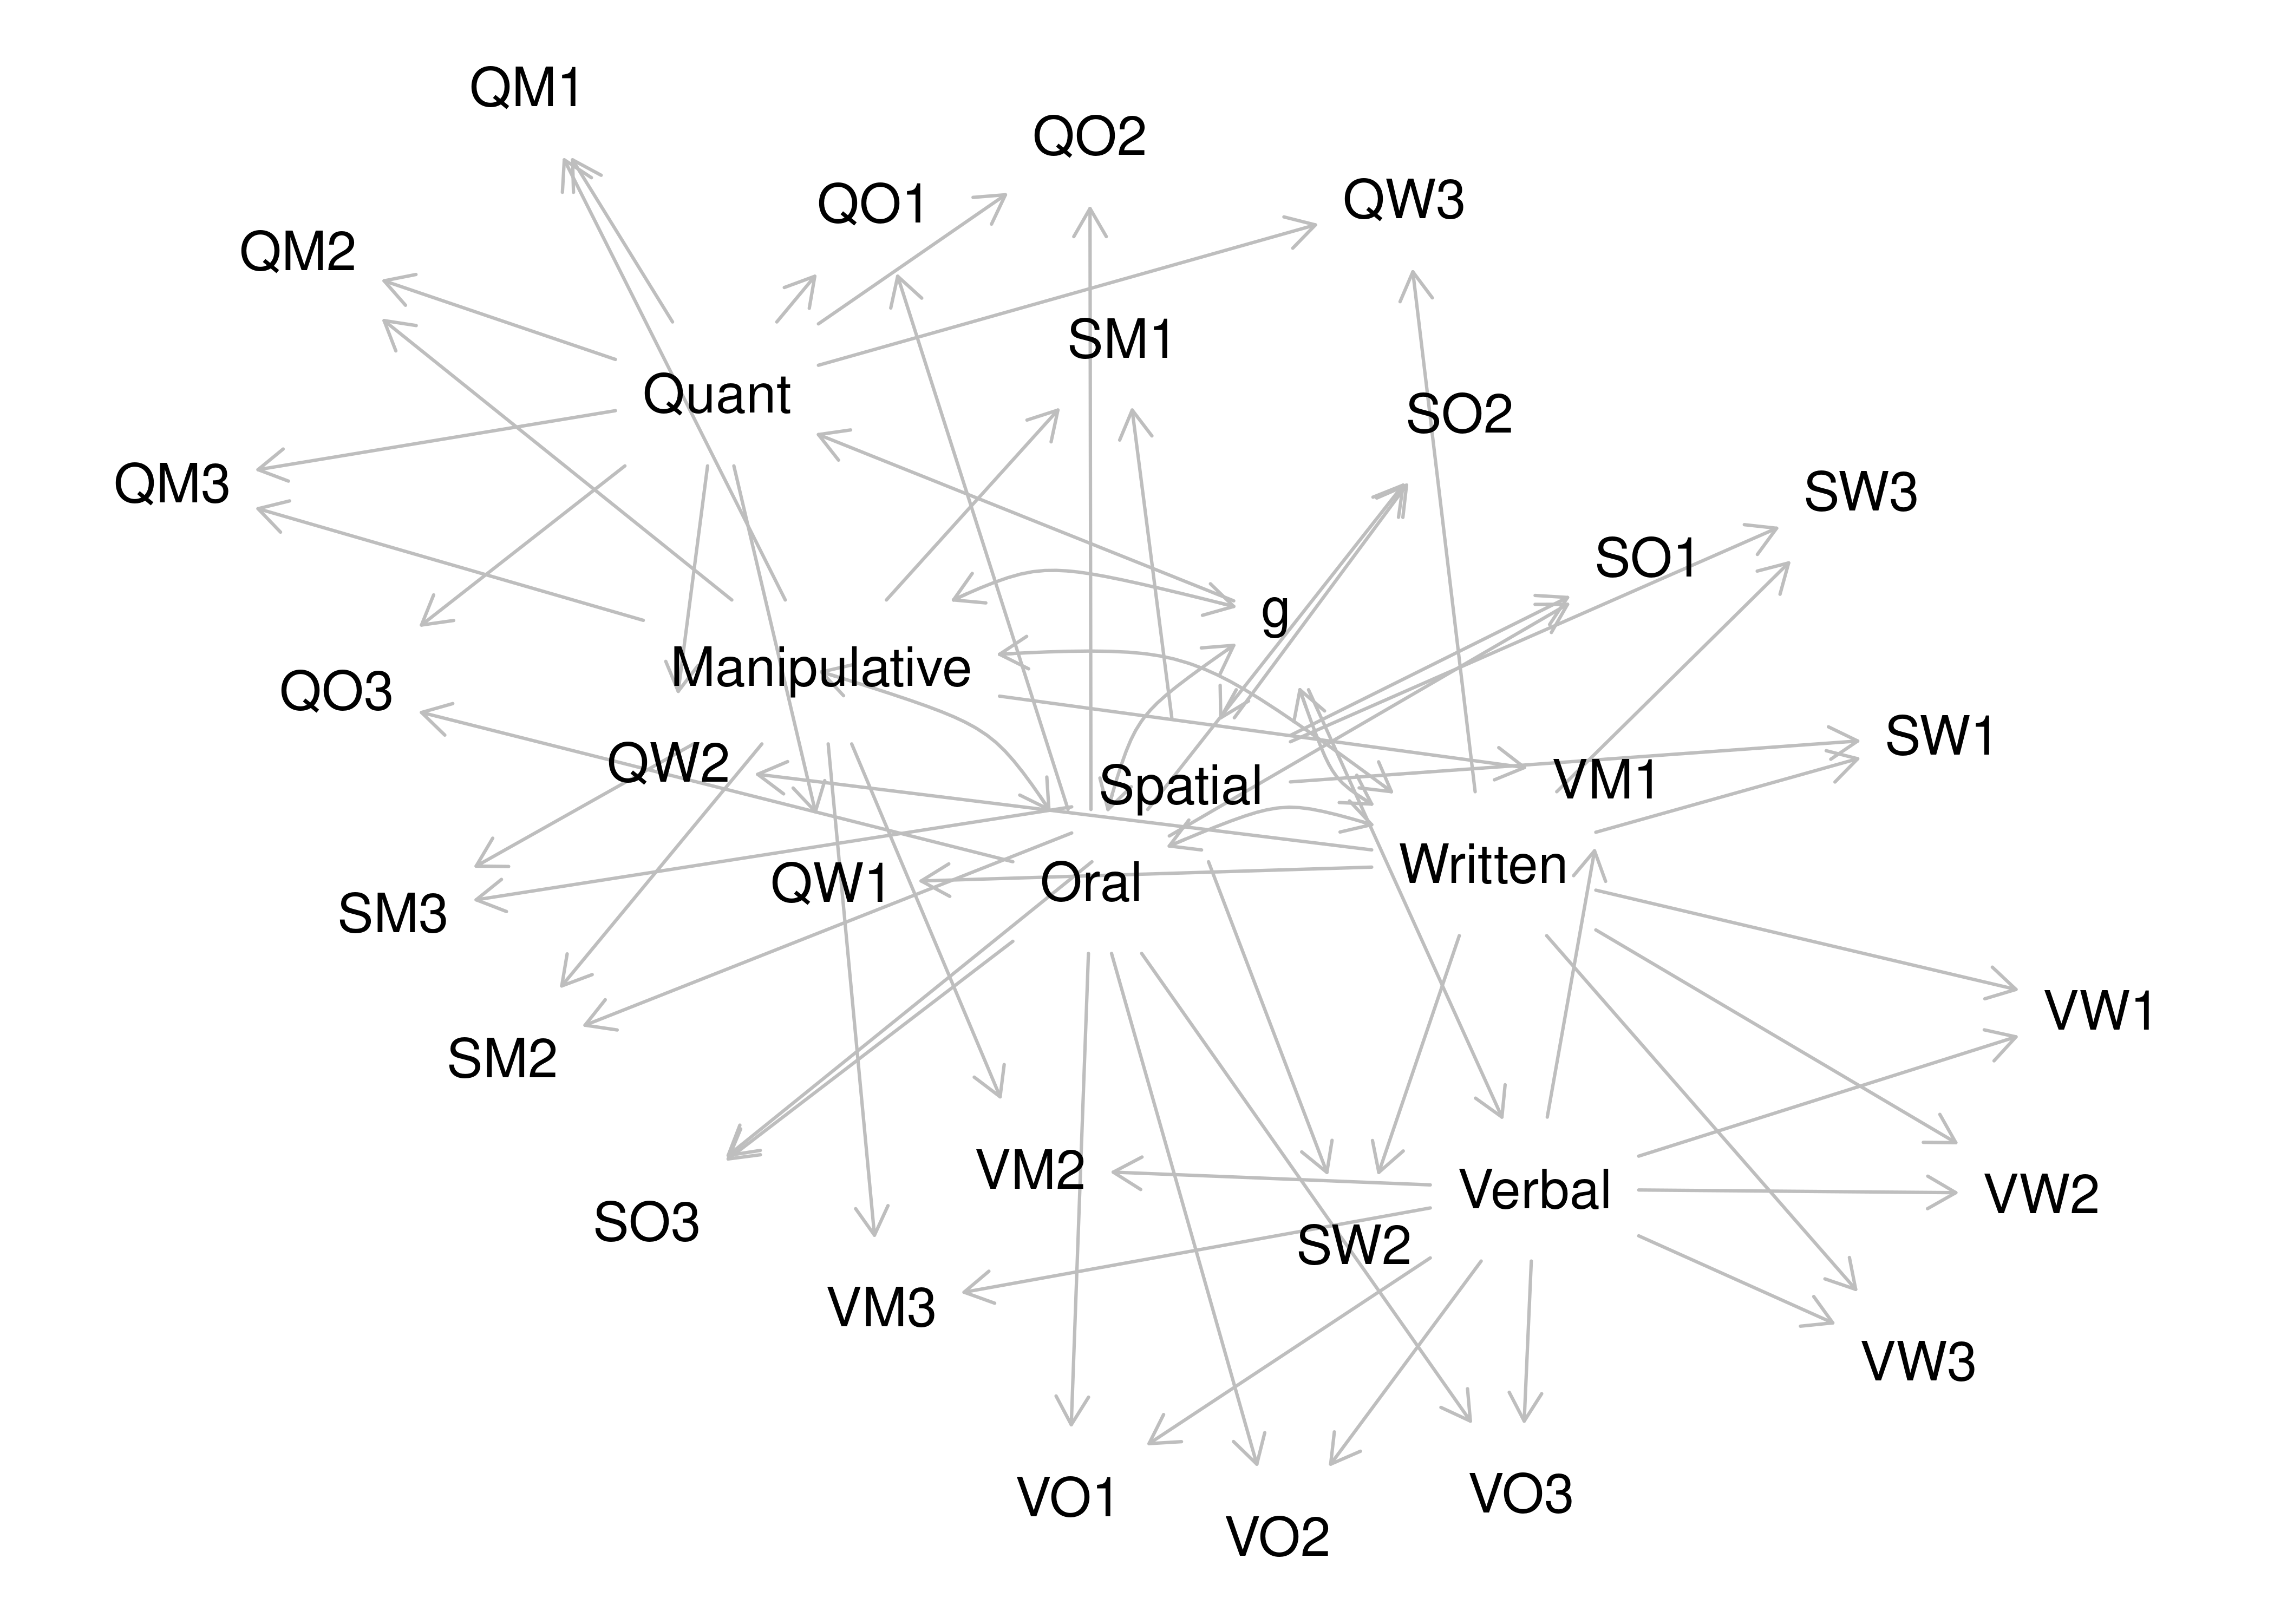 QM1
QO2
QO1
QW3
QM2
SM1
Quant
SO2
QM3
SW3
SO1
g
Manipulative
QO3
QW2
SW1
Spatial
VM1
Written
QW1
Oral
SM3
VW1
SM2
VM2
Verbal
VW2
SO3
SW2
VM3
VW3
VO1
VO3
VO2